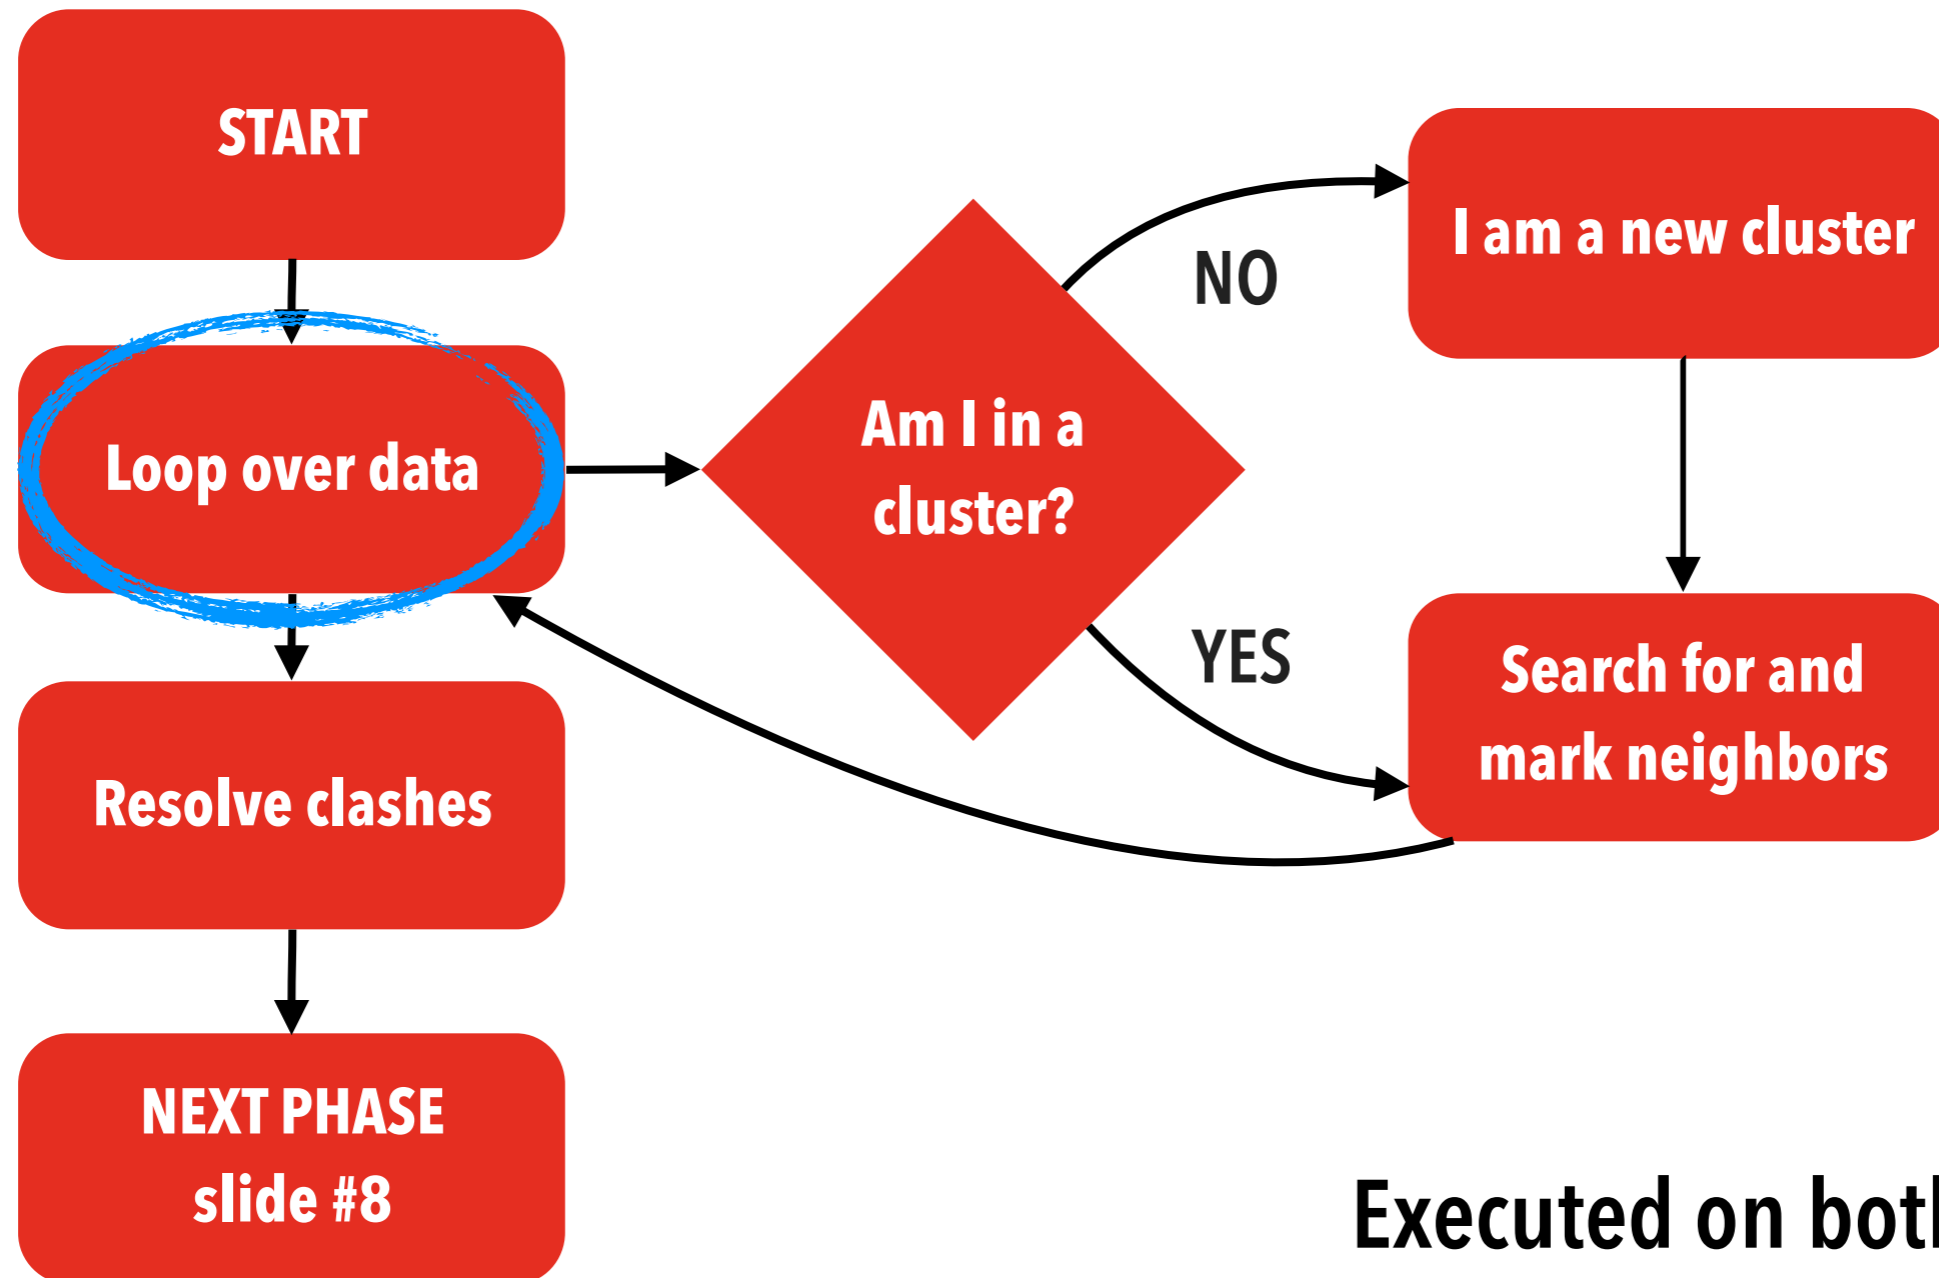 START
Loop over data
Resolve clashes
NEXT PHASE
slide #8
Am I in a
cluster?
NO
YES
I am a new cluster
Search for and
mark neighbors
Executed on